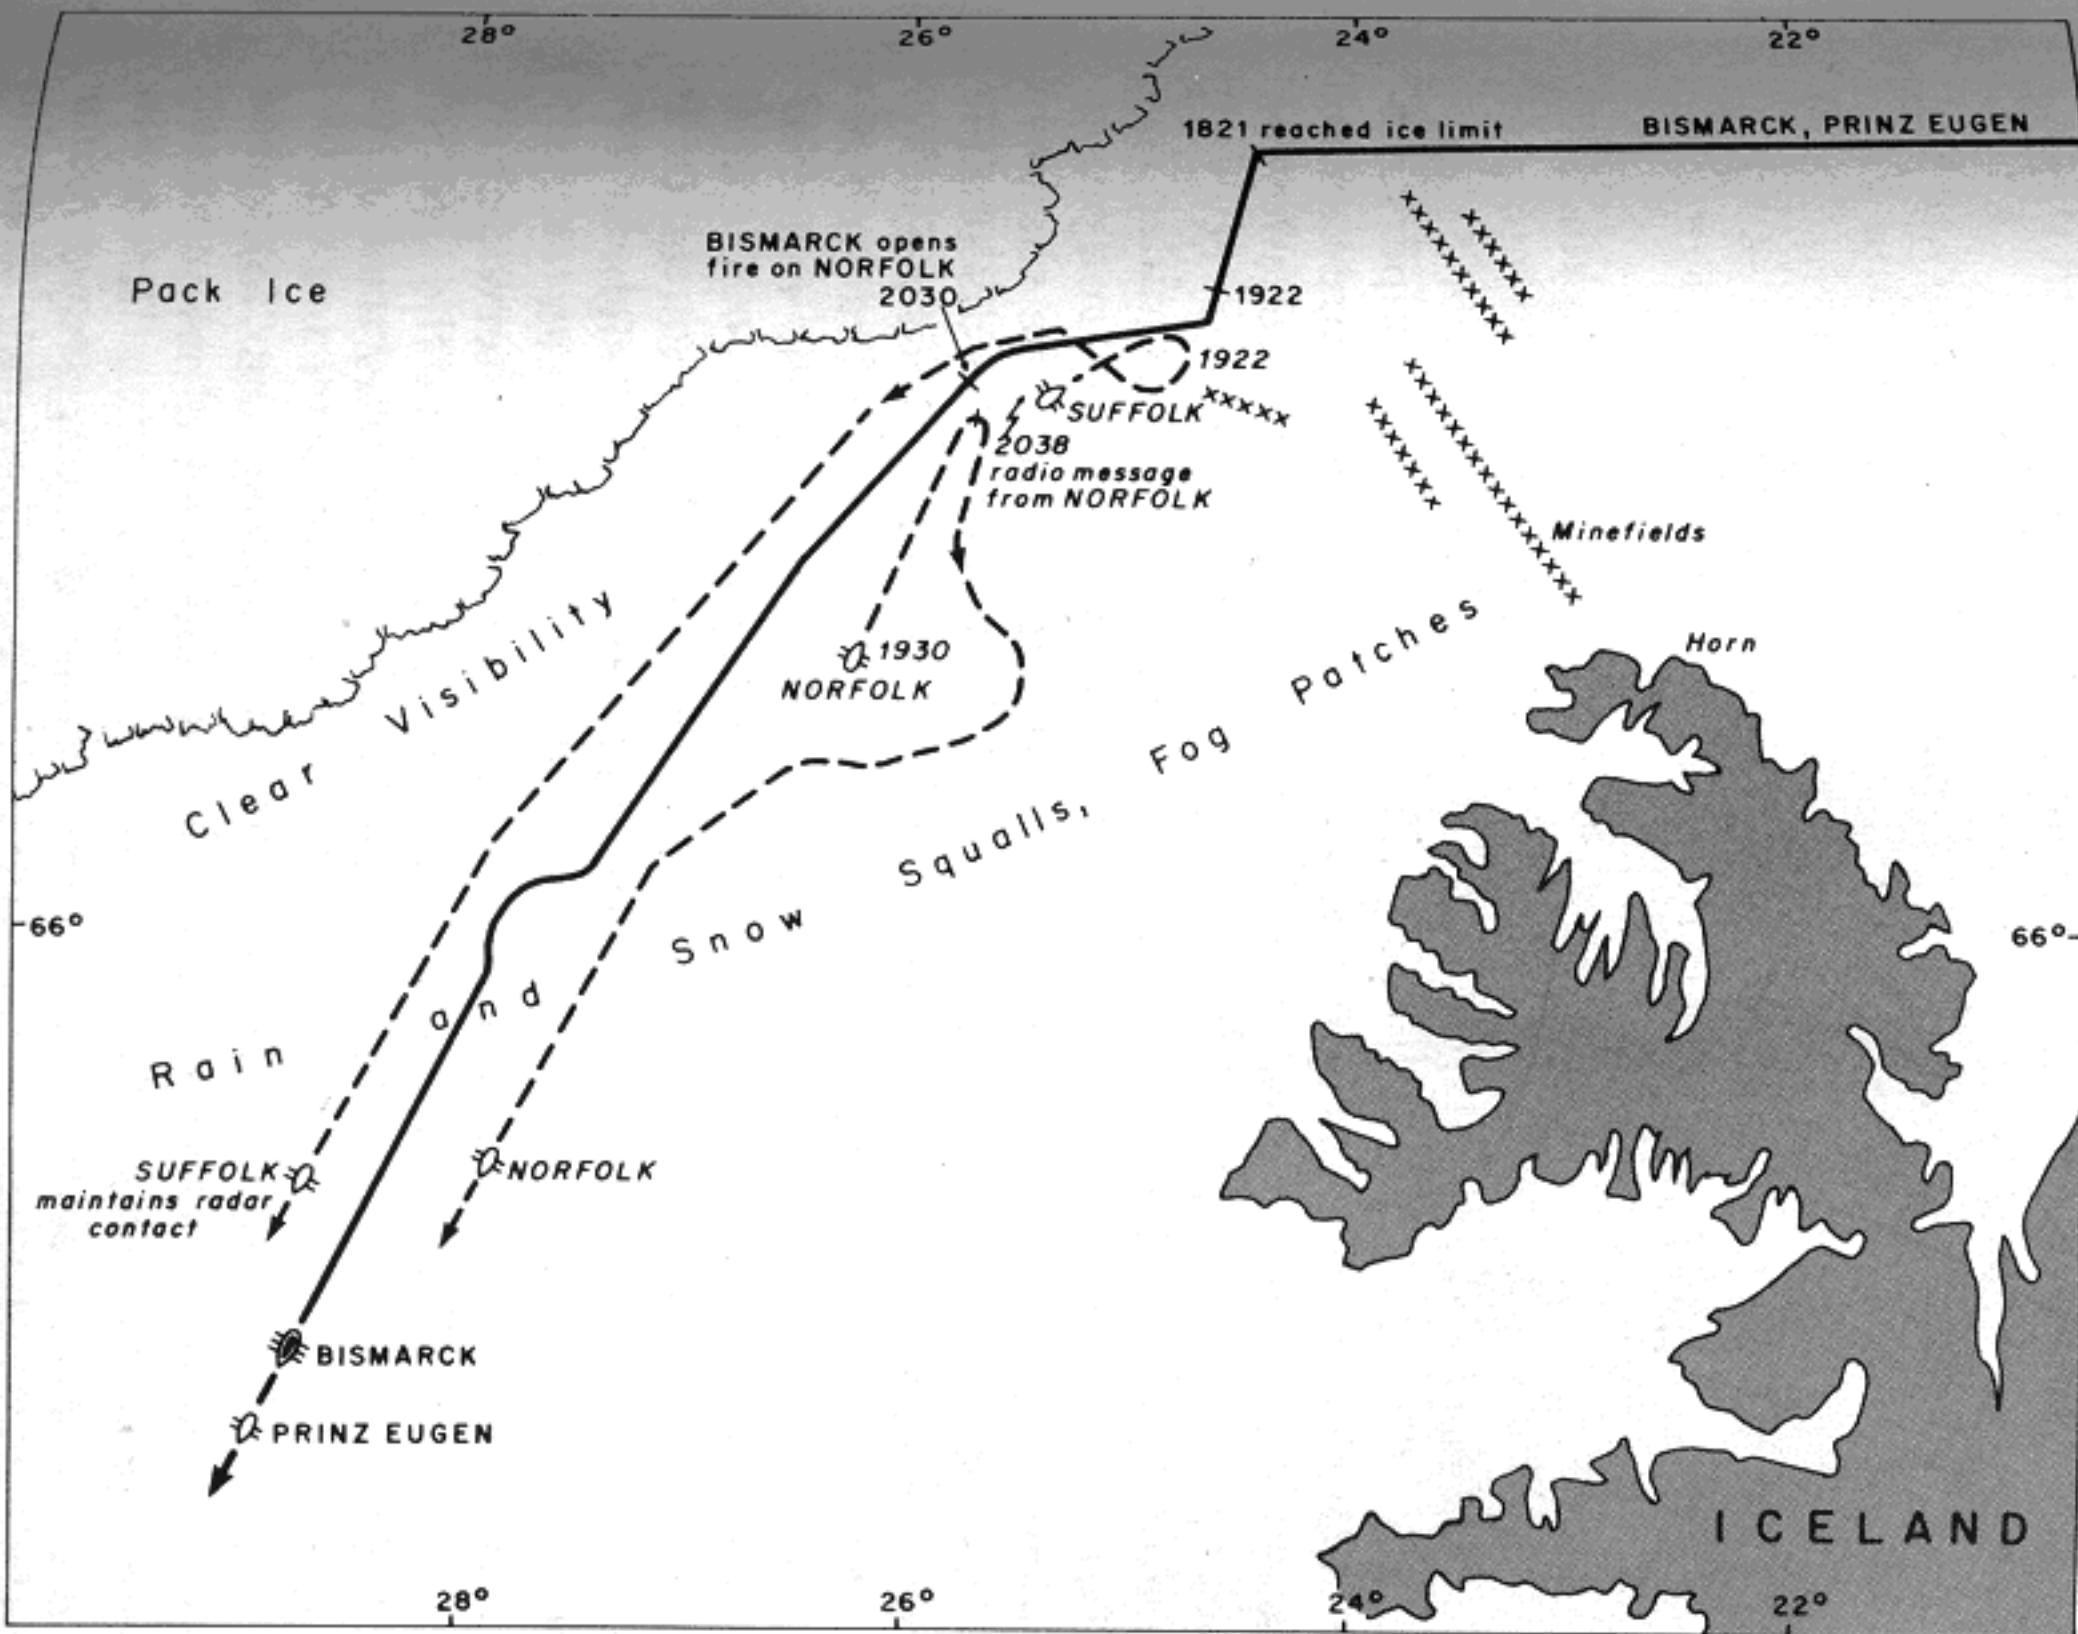 28° 26° 24° 22°
1821 reached ice limit
BISMARCK, PRINZ EUGEN
BISMARCK opens
fire on NORFOLK
2030
Pack Ice
1922
1922
SUFFOLK
2038
radio message
from NORFOLK
Minefields
Horn
1930
NORFOLK
Clear Visibility
Rain and Snow Squalls, Fog Patches
66°
66°
SUFFOLK
maintains radar
contact
NORFOLK
BISMARCK
PRINZ EUGEN
ICELAND
28° 26° 24° 22°